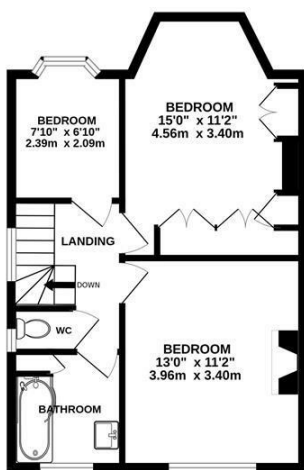 BEDROOM
7'10" x 6'10"
2.39m x 2.09m
BEDROOM
15'0" x 11'2"
4.56m x 3.40m
LANDING
DOWN
WC
BEDROOM
13'0" x 11'2"
3.96m x 3.40m
BATHROOM